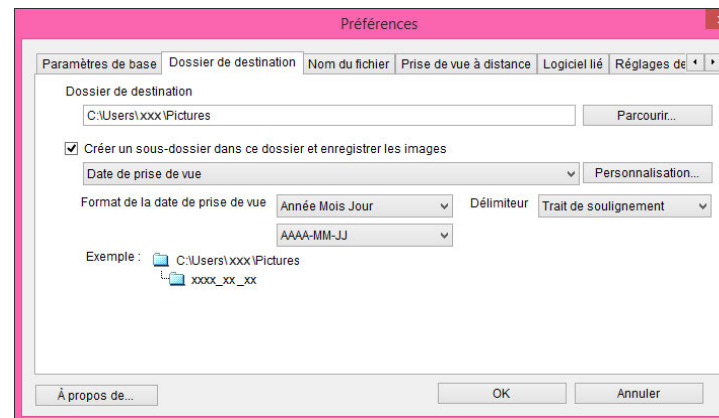 Préférences
Paramètres de base Dossier de destination Nom du fichier Prise de vue à distance Logiciel lié Réglages de
Dossier de destination
C:\Users\xxx\Pictures Parcourir...
Créer un sous-dossier dans ce dossier et enregistrer les images
Date de prise de vue Personnalisation...
Format de la date de prise de vue Année Mois Jour Délimiteur Trait de soulignement
AAAA-MM-JJ
Exemple : C:\Users\xxx\Pictures
xxxx_xx_xx
À propos de... OK Annuler